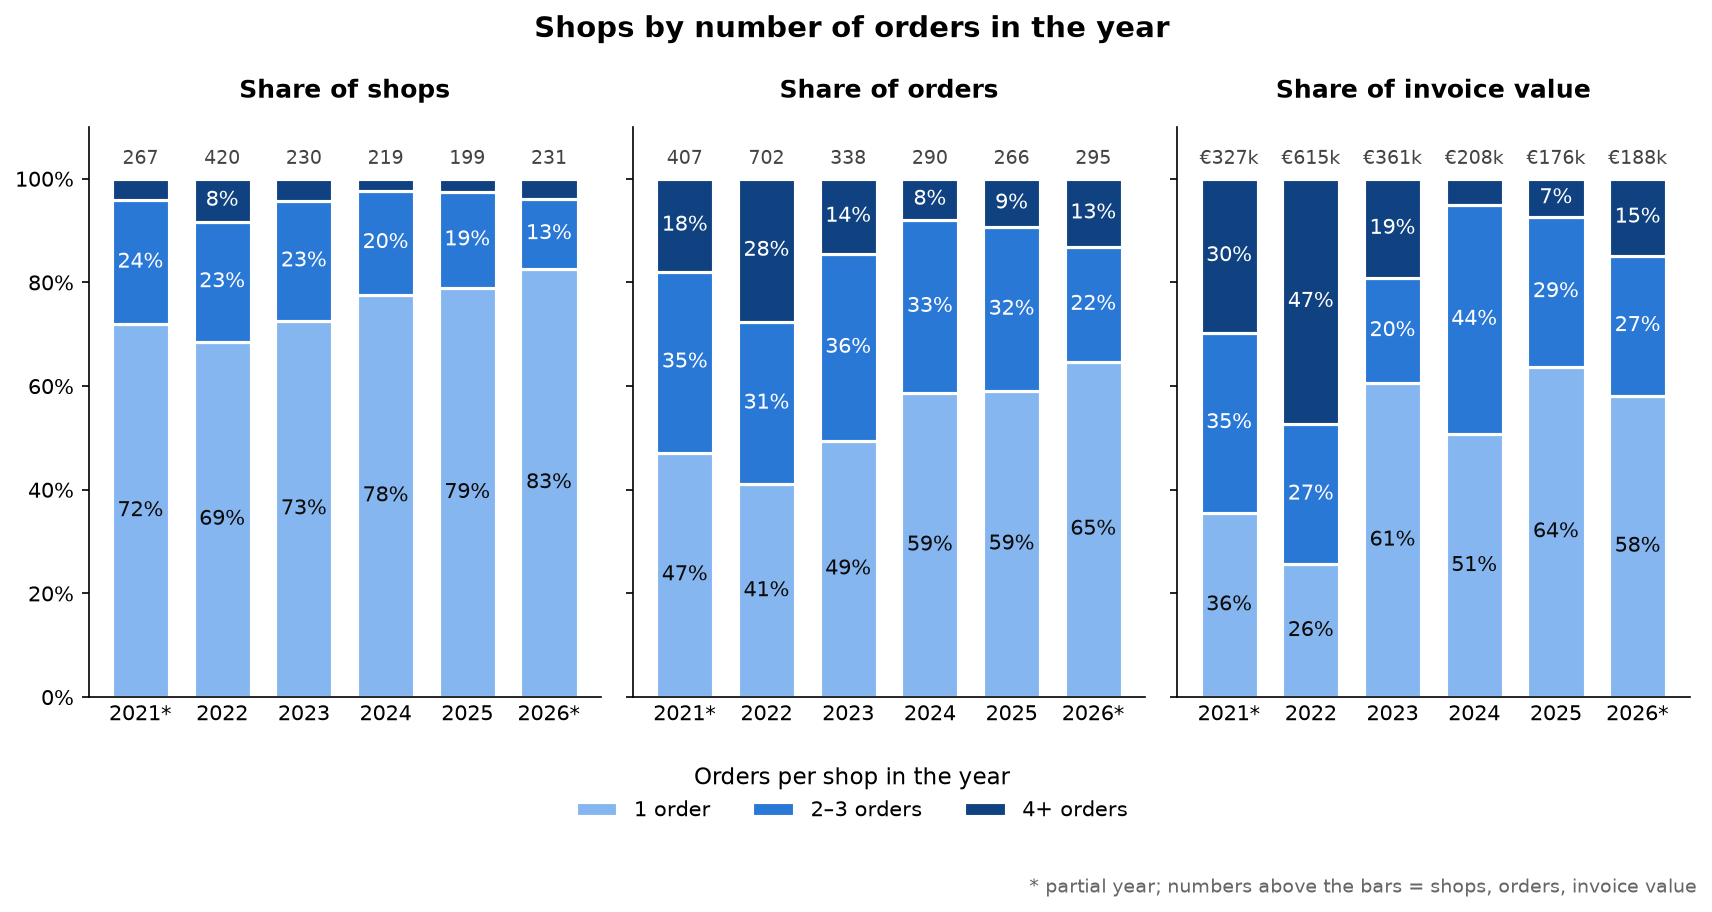 Shops by number of orders in the year
Share of shops
267 420 230 219 199 231
100%
80%
60%
40%
20%
0%
8%
24% 23% 23% 20% 19% 13%
72% 69% 73% 78% 79% 83%
2021* 2022 2023 2024 2025 2026*
Share of orders
407 702 338 290 266 295
18% 28% 14% 8% 9% 13%
35% 31% 36% 33% 32% 22%
47% 41% 49% 59% 59% 65%
2021* 2022 2023 2024 2025 2026*
Share of invoice value
€327k €615k €361k €208k €176k €188k
30% 47% 19% 7% 15%
35% 27% 20% 44% 29% 27%
36% 26% 61% 51% 64% 58%
2021* 2022 2023 2024 2025 2026*
Orders per shop in the year
1 order 2–3 orders 4+ orders
* partial year; numbers above the bars = shops, orders, invoice value